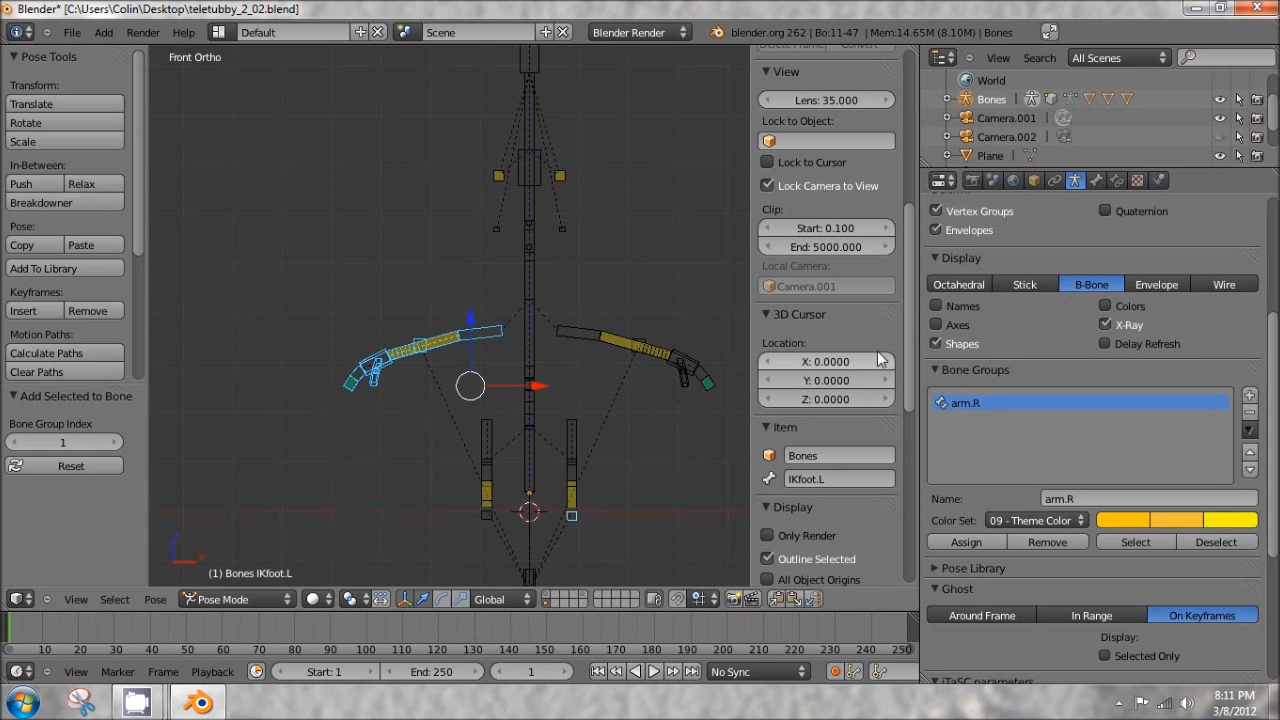 Blender* [C:\Users\Colin\Desktop\teletubby_2_02.blend]
File Add Render Help Default Scene Blender Render blender.org 262 | Bo:11-47 | Mem:14.65M (8.10M) | Bones
Pose Tools
Transform:
Translate
Rotate
Scale
In-Between:
Push Relax
Breakdowner
Pose:
Copy Paste
Add To Library
Keyframes:
Insert Remove
Motion Paths:
Calculate Paths
Clear Paths
Add Selected to Bone
Bone Group Index
1
Reset
Front Ortho
(1) Bones IKfoot.L
View
Lens: 35.000
Lock to Object:
Lock to Cursor
Lock Camera to View
Clip:
Start: 0.100
End: 5000.000
Local Camera:
Camera.001
3D Cursor
Location:
X: 0.0000
Y: 0.0000
Z: 0.0000
Item
Bones
IKfoot.L
Display
Only Render
Outline Selected
All Object Origins
View Search All Scenes
World
Bones
Camera.001
Camera.002
Plane
Vertex Groups Quaternion
Envelopes
Display
Octahedral Stick B-Bone Envelope Wire
Names Colors
Axes X-Ray
Shapes Delay Refresh
Bone Groups
arm.R
Name: arm.R
Color Set: 09 - Theme Color
Assign Remove Select Deselect
Pose Library
Ghost
Around Frame In Range On Keyframes
Display:
Selected Only
iTaSC parameters
View Select Pose Pose Mode Global
10 20 30 40 50 60 70 80 90 100 110 120 130 140 150 160 170 180 190 200 210 220 230 240 250
View Marker Frame Playback Start: 1 End: 250 1 No Sync
8:11 PM
3/8/2012